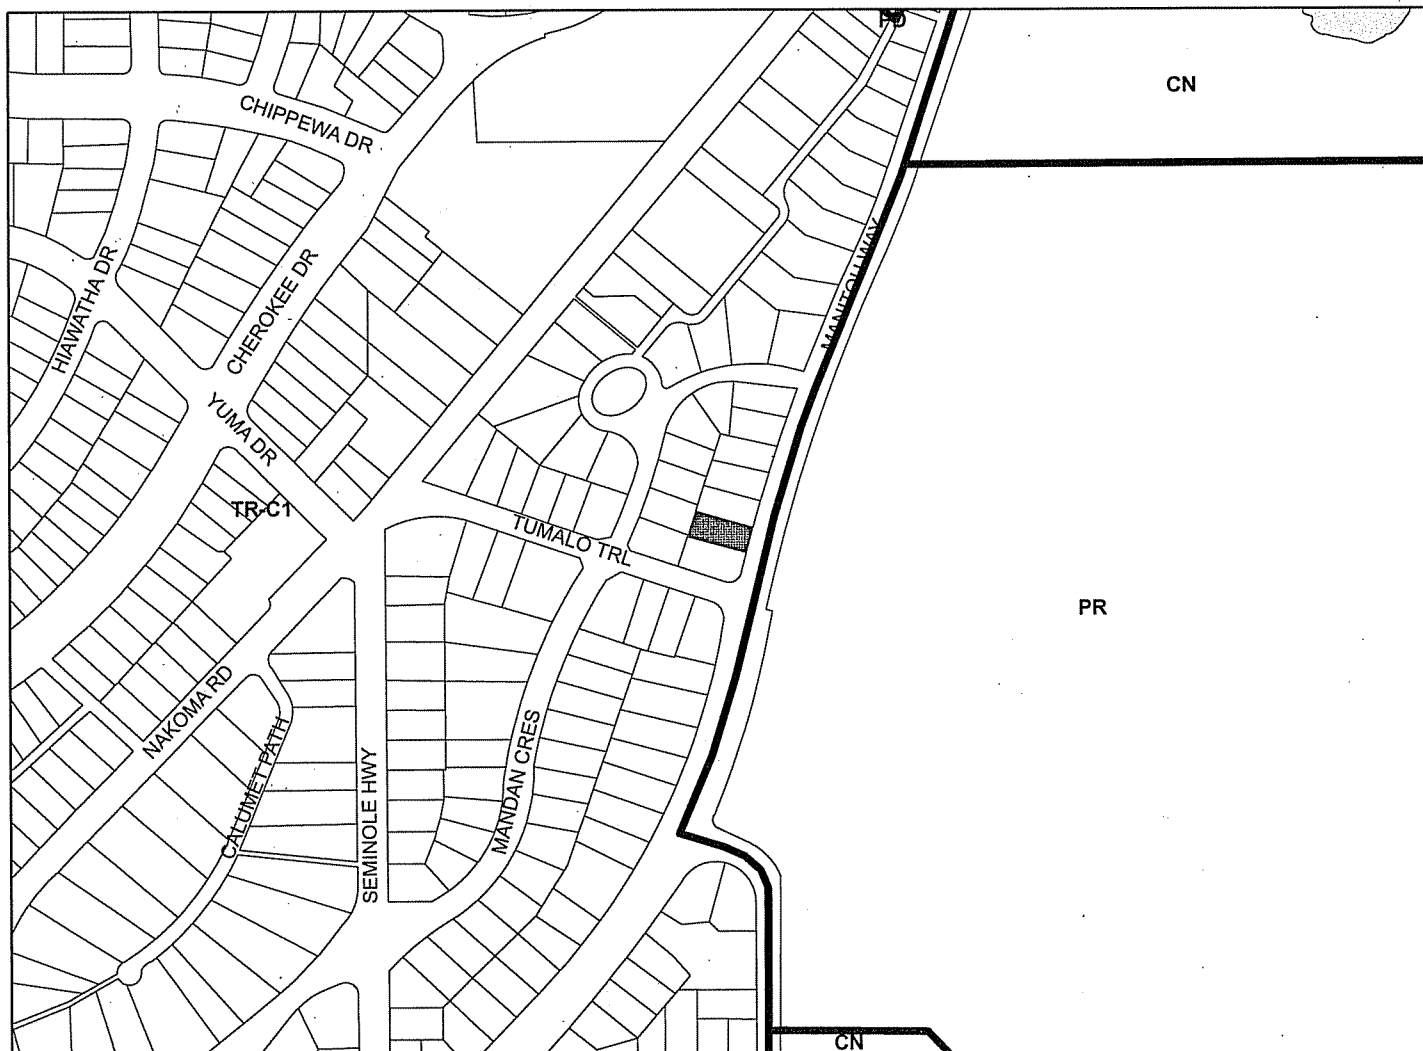 PD
CN
CHIPPEWA DR
MANITOU WAY
HIAWATHA DR
CHEROKEE DR
YUMA DR
TR-C1
TUMALO TRL
PR
NAKOMA RD
CALUMET PATH
SEMINOLE HWY
MANDAN CRES
CN